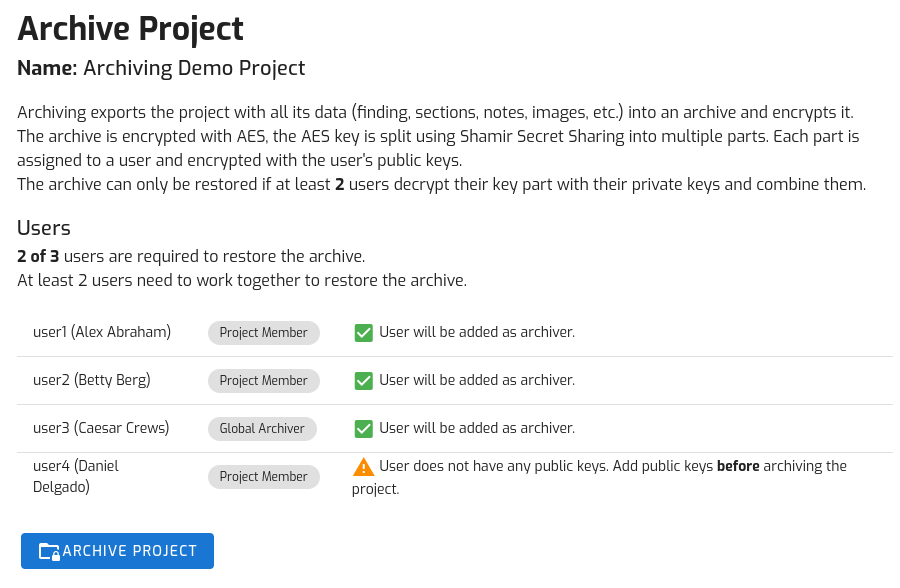 Archive Project
Name: Archiving Demo Project
Archiving exports the project with all its data (finding, sections, notes, images, etc.) into an archive and encrypts it.
The archive is encrypted with AES, the AES key is split using Shamir Secret Sharing into multiple parts. Each part is
assigned to a user and encrypted with the user's public keys.
The archive can only be restored if at least 2 users decrypt their key part with their private keys and combine them.
Users
2 of 3 users are required to restore the archive.
At least 2 users need to work together to restore the archive.
user1 (Alex Abraham) Project Member User will be added as archiver.
user2 (Betty Berg) Project Member User will be added as archiver.
user3 (Caesar Crews) Global Archiver User will be added as archiver.
user4 (Daniel
Delgado)
Project Member
User does not have any public keys. Add public keys before archiving the
project.
ARCHIVE PROJECT